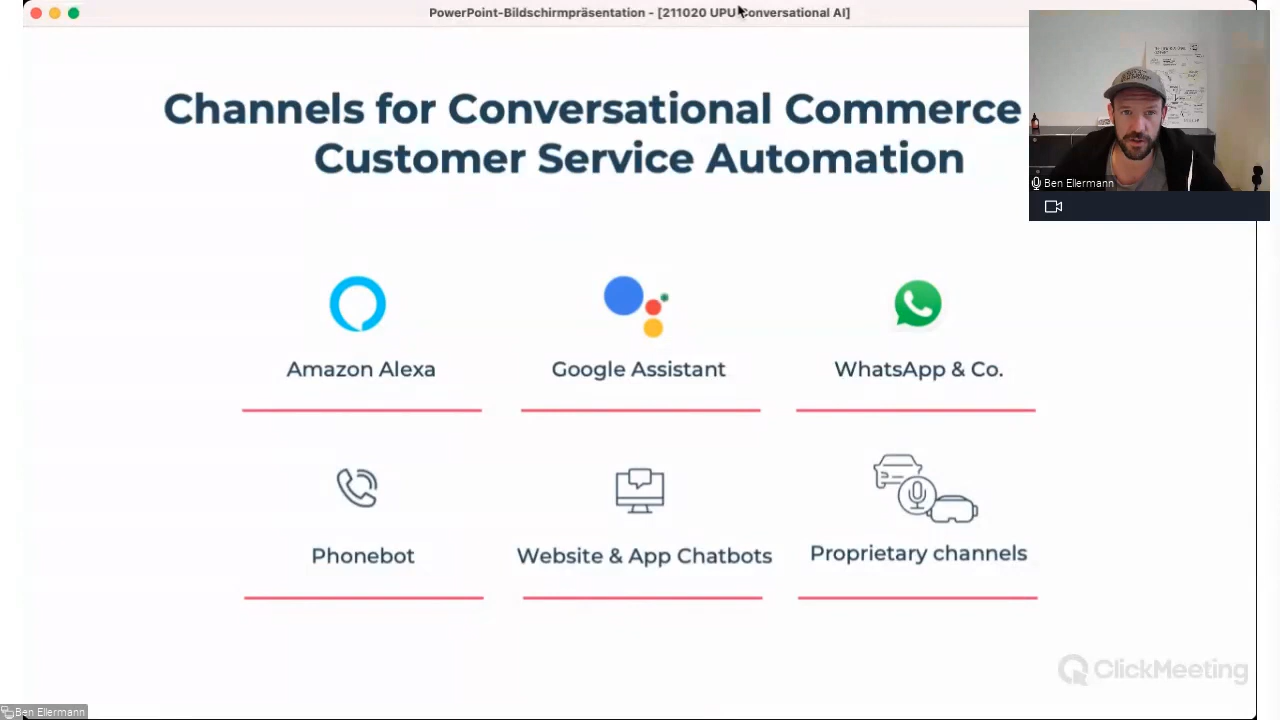 PowerPoint-Bildschirmpräsentation - [211020 UPU Conversational AI]
Channels for Conversational Commerce
Customer Service Automation
Ben Ellermann
Amazon Alexa
Google Assistant
WhatsApp & Co.
Phonebot
Website & App Chatbots
Proprietary channels
ClickMeeting
Ben Ellermann